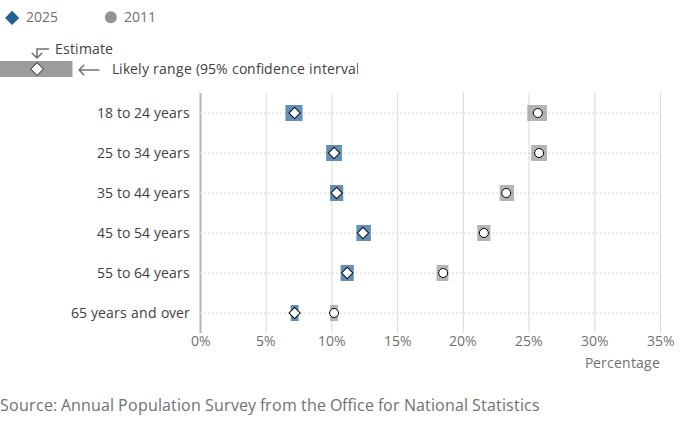 2025 2011
Estimate
Likely range (95% confidence interval
18 to 24 years
25 to 34 years
35 to 44 years
45 to 54 years
55 to 64 years
65 years and over
0% 5% 10% 15% 20% 25% 30% 35%
Percentage
Source: Annual Population Survey from the Office for National Statistics